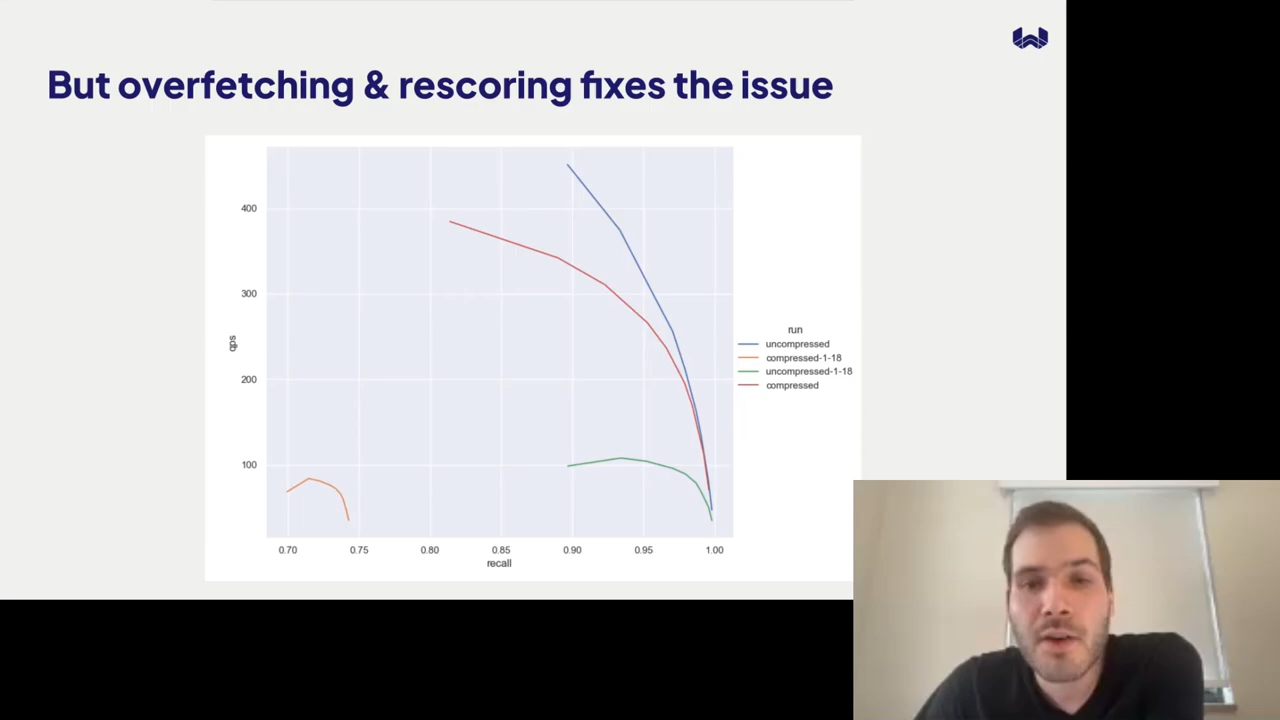 But overfetching & rescoring fixes the issue
400
300
200
100
qps
0.70 0.75 0.80 0.85 0.90 0.95 1.00
recall
run
uncompressed
compressed-1-18
uncompressed-1-18
compressed